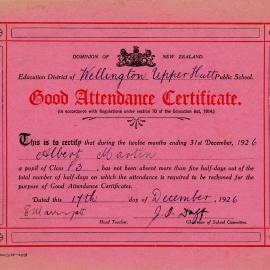 DOMINION OF NEW ZEALAND.
Education District of Wellington Upper Hutt Public School.
Good Attendance Certificate.
(In accordance with Regulations under section 70 of the Education Act, 1914.)
This is to certify that during the twelve months ending 31st December, 1926
Albert Martin
a pupil of Class 3, has not been absent more than five half-days out of the
total number of half-days on which the attendance is required to be reckoned for the
purpose of Good Attendance Certificates.
Dated this 17th day of December, 1926
Head Teacher.
Chairman of School Committee.